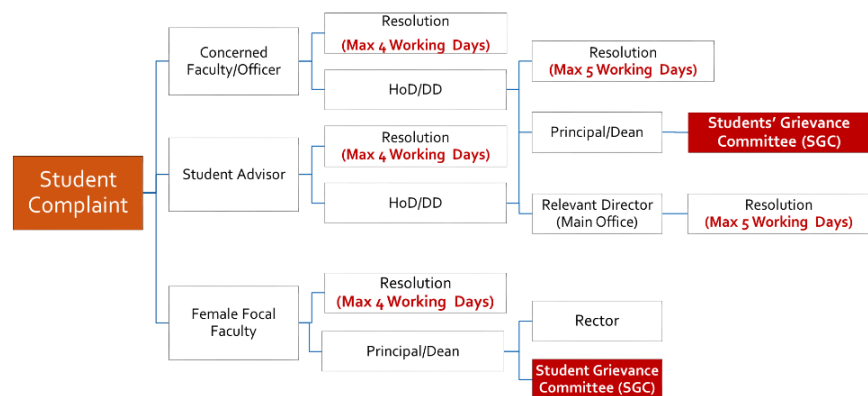 Student
Complaint
Concerned
Faculty/Officer
Resolution
(Max 4 Working Days)
HoD/DD
Resolution
(Max 5 Working Days)
Principal/Dean
Students' Grievance
Committee (SGC)
Student Advisor
Resolution
(Max 4 Working Days)
HoD/DD
Relevant Director
(Main Office)
Resolution
(Max 5 Working Days)
Female Focal
Faculty
Resolution
(Max 4 Working Days)
Principal/Dean
Rector
Student Grievance
Committee (SGC)